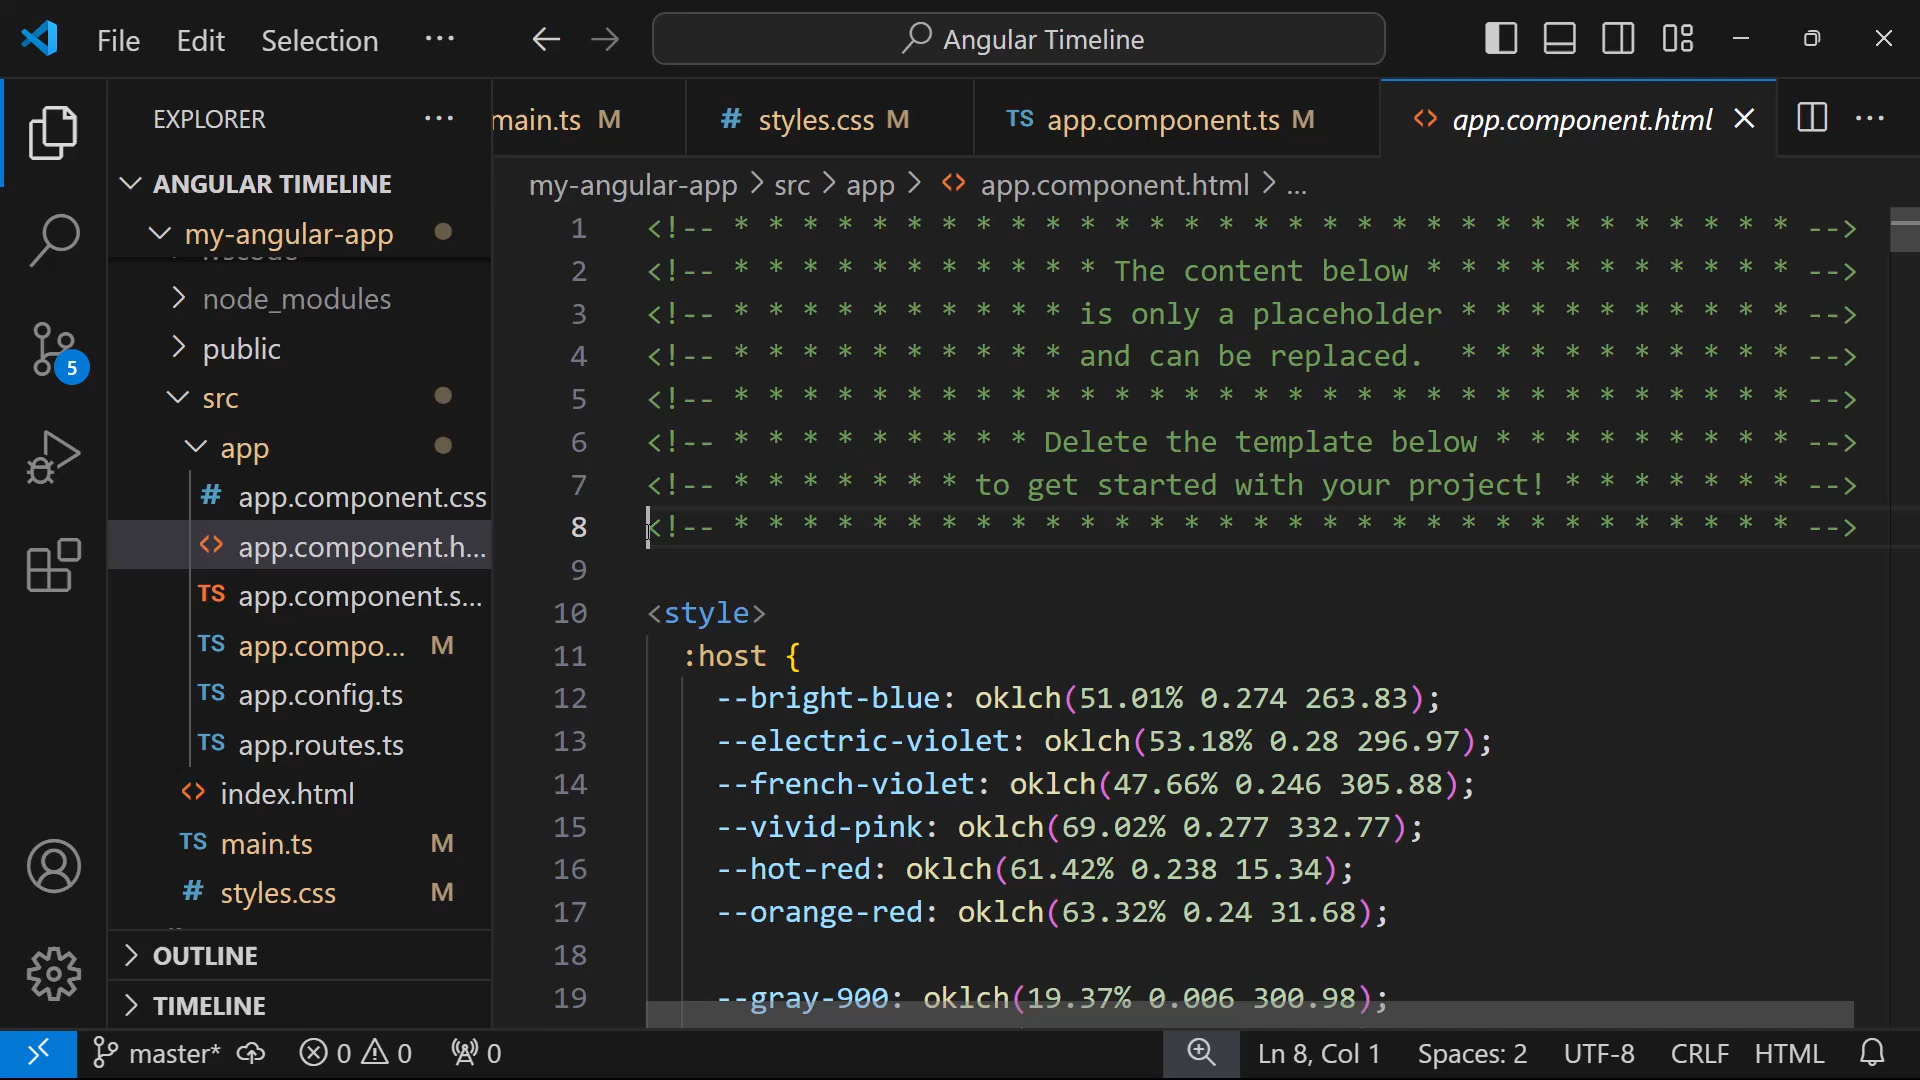 File Edit Selection ... Angular Timeline
EXPLORER ...
ANGULAR TIMELINE
my-angular-app
node_modules
public
src
app
# app.component.css
<> app.component.h...
TS app.component.s...
TS app.compo... M
TS app.config.ts
TS app.routes.ts
<> index.html
TS main.ts M
# styles.css M
OUTLINE
TIMELINE
5
main.ts M # styles.css M TS app.component.ts M <> app.component.html
my-angular-app > src > app > <> app.component.html > ...
1 <!-- * * * * * * * * * * * * * * * * * * * * * * * * * * * * * * * -->
2 <!-- * * * * * * * * * * * The content below * * * * * * * * * * * -->
3 <!-- * * * * * * * * * * is only a placeholder * * * * * * * * * * -->
4 <!-- * * * * * * * * * * and can be replaced.  * * * * * * * * * * -->
5 <!-- * * * * * * * * * * * * * * * * * * * * * * * * * * * * * * * -->
6 <!-- * * * * * * * * * Delete the template below * * * * * * * * * -->
7 <!-- * * * * * * * to get started with your project! * * * * * * * -->
8 <!-- * * * * * * * * * * * * * * * * * * * * * * * * * * * * * * * -->
9
10 <style>
11 :host {
12 --bright-blue: oklch(51.01% 0.274 263.83);
13 --electric-violet: oklch(53.18% 0.28 296.97);
14 --french-violet: oklch(47.66% 0.246 305.88);
15 --vivid-pink: oklch(69.02% 0.277 332.77);
16 --hot-red: oklch(61.42% 0.238 15.34);
17 --orange-red: oklch(63.32% 0.24 31.68);
18
19 --gray-900: oklch(19.37% 0.006 300.98);
master* 0 0 0 Ln 8, Col 1 Spaces: 2 UTF-8 CRLF HTML